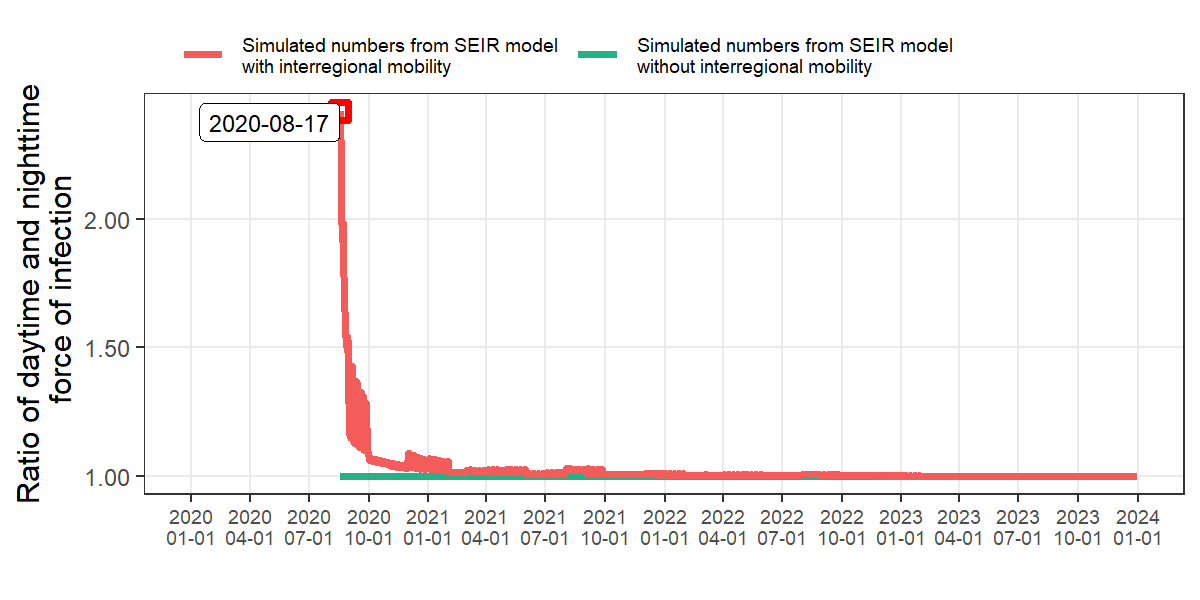 Simulated numbers from SEIR model
with interregional mobility
Simulated numbers from SEIR model
without interregional mobility
Ratio of daytime and nighttime
force of infection
2020-08-17
2.00
1.50
1.00
2020 2020 2020 2020 2021 2021 2021 2021 2022 2022 2022 2022 2023 2023 2023 2023 2024
01-01 04-01 07-01 10-01 01-01 04-01 07-01 10-01 01-01 04-01 07-01 10-01 01-01 04-01 07-01 10-01 01-01